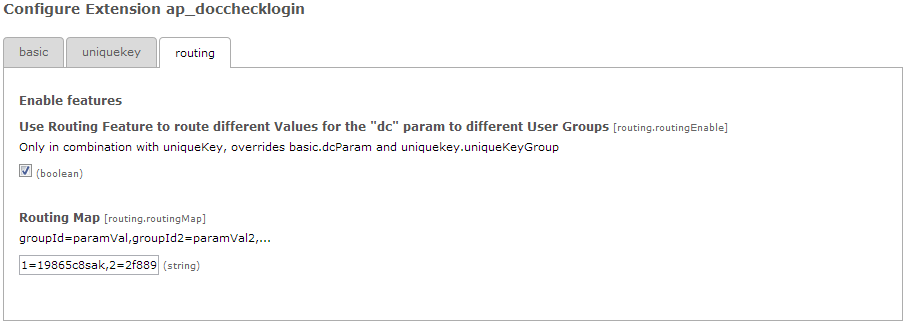 Configure Extension ap_docchecklogin
basic uniquekey routing
Enable features
Use Routing Feature to route different Values for the "dc" param to different User Groups [routing.routingEnable]
Only in combination with uniqueKey, overrides basic.dcParam and uniquekey.uniqueKeyGroup
(boolean)
Routing Map [routing.routingMap]
groupId=paramVal,groupId2=paramVal2,...
1=19865c8sak,2=2f889 (string)